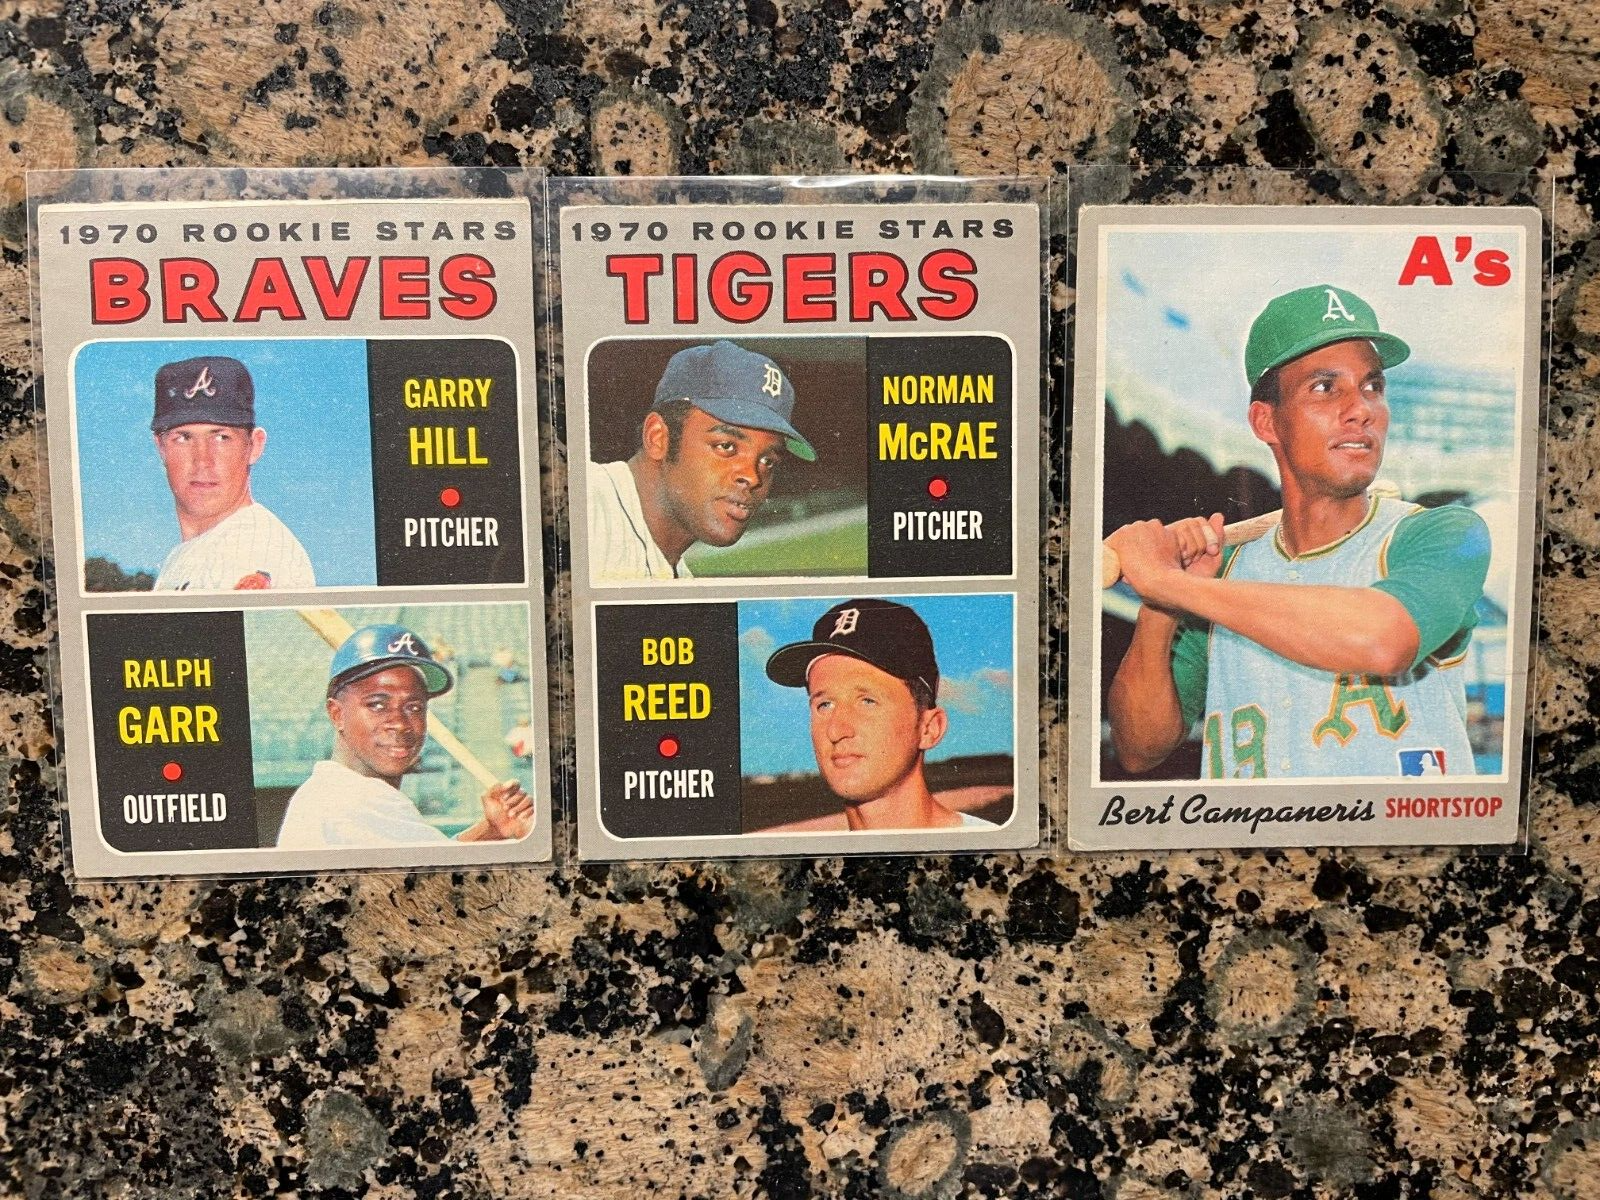 1970 ROOKIE STARS
BRAVES
A
GARRY
HILL
PITCHER
RALPH
GARR
OUTFIELD
A
1970 ROOKIE STARS
TIGERS
D
NORMAN
McRAE
PITCHER
BOB
REED
PITCHER
D
A's
A
A
19
Bert Campaneris SHORTSTOP